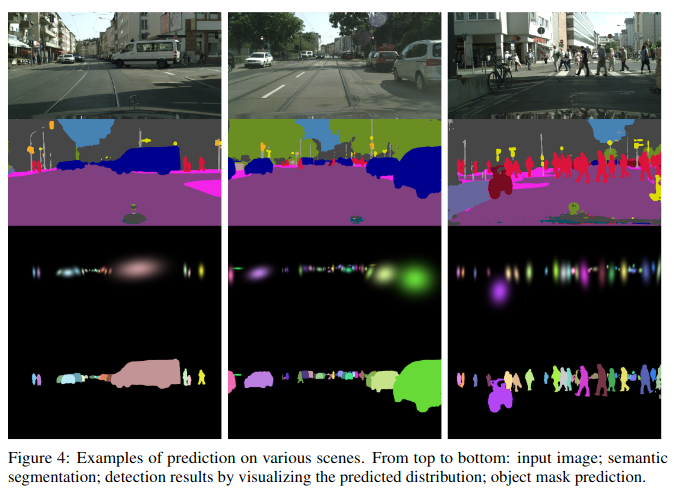 Figure 4: Examples of prediction on various scenes. From top to bottom: input image; semantic
segmentation; detection results by visualizing the predicted distribution; object mask prediction.